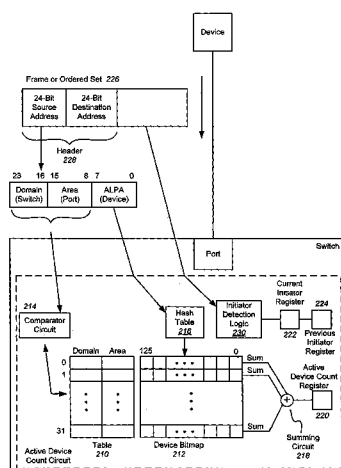 Device
Frame or Ordered Set 226
24-Bit Source Address
24-Bit Destination Address
Header
228
23 16 15 8 7 0
Domain (Switch)
Area (Port)
ALPA (Device)
Port
Switch
214
Comparator Circuit
Hash Table
216
Initiator Detection Logic
230
Current Initiator Register
222
224
Previous Initiator Register
Domain Area
125 0
0
1
31
Sum
Sum
Sum
Active Device Count Register
220
Summing Circuit
218
Table
210
Device Bitmap
212
Active Device Count Circuit